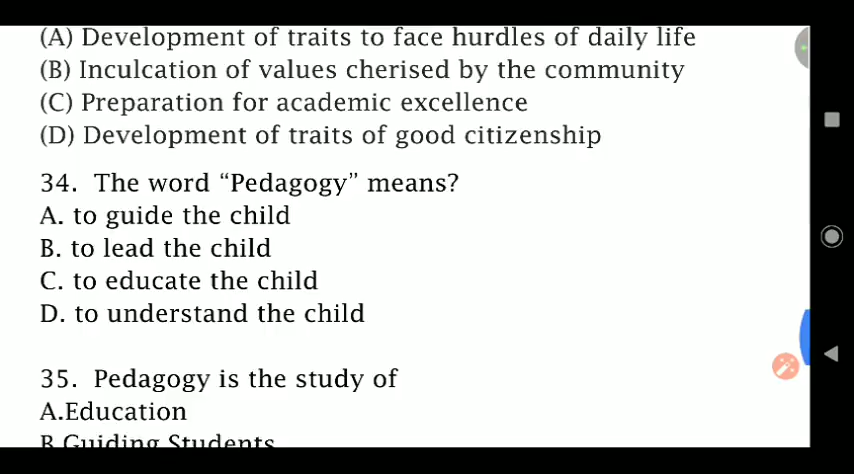 (A) Development of traits to face hurdles of daily life
(B) Inculcation of values cherised by the community
(C) Preparation for academic excellence
(D) Development of traits of good citizenship
34. The word “Pedagogy” means?
A. to guide the child
B. to lead the child
C. to educate the child
D. to understand the child
35. Pedagogy is the study of
A.Education
B.Guiding Students